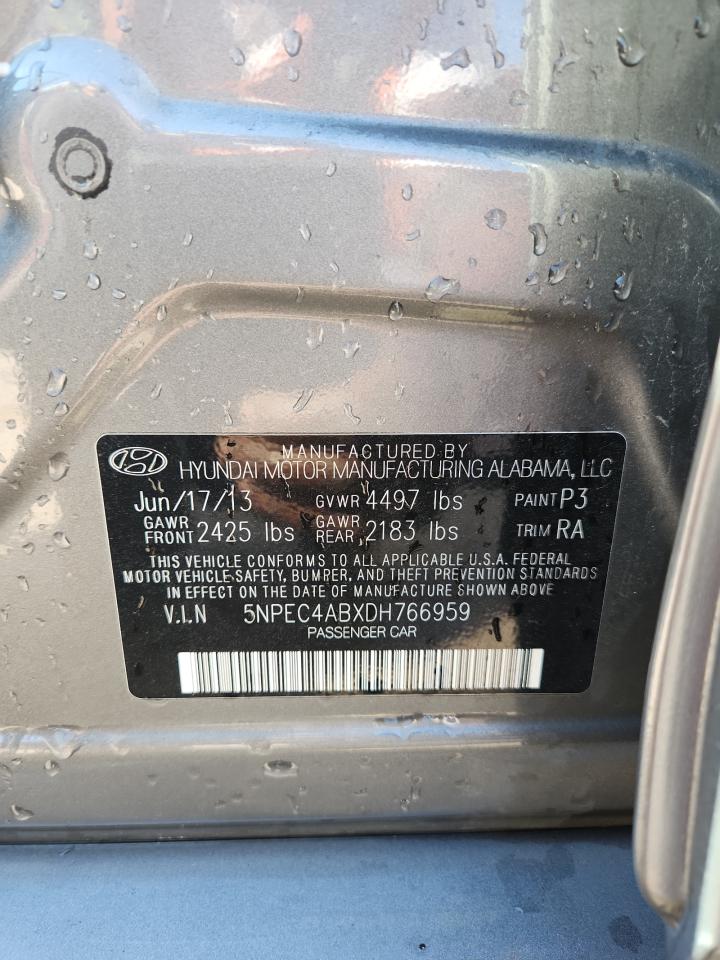 MANUFACTURED BY
HYUNDAI MOTOR MANUFACTURING ALABAMA, LLC
Jun/17/13 GVWR 4497 lbs PAINT P3
GAWR FRONT 2425 lbs GAWR REAR 2183 lbs TRIM RA
THIS VEHICLE CONFORMS TO ALL APPLICABLE U.S.A. FEDERAL
MOTOR VEHICLE SAFETY, BUMPER, AND THEFT PREVENTION STANDARDS
IN EFFECT ON THE DATE OF MANUFACTURE SHOWN ABOVE
V.I.N 5NPEC4ABXDH766959
PASSENGER CAR